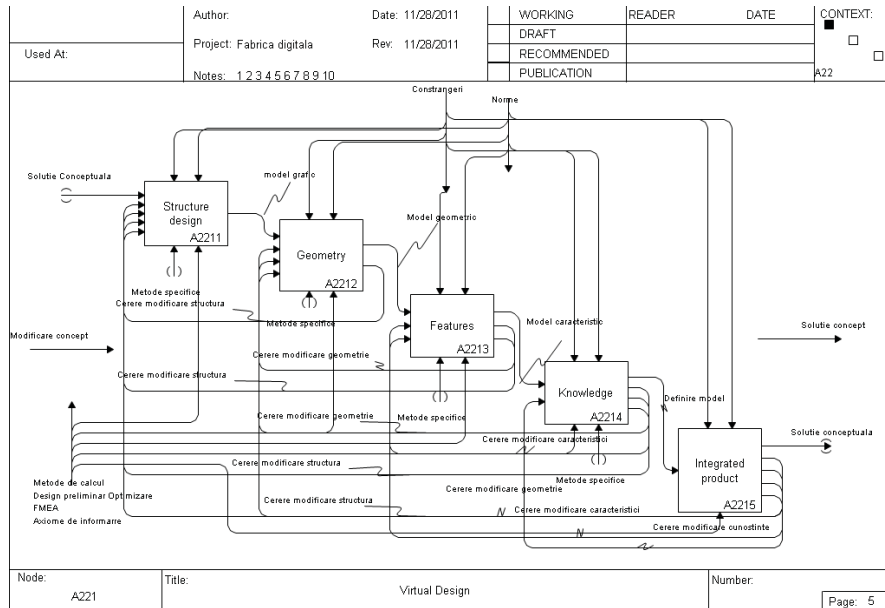 Used At:
Author:
Date: 11/28/2011
Project: Fabrica digitala
Rev: 11/28/2011
Notes: 1 2 3 4 5 6 7 8 9 10
WORKING
DRAFT
RECOMMENDED
PUBLICATION
READER
DATE
CONTEXT:
A22
Constrangeri
Norme
Solutie Conceptuala
model grafic
Structure
design
A2211
Model geometric
Geometry
A2212
Metode specifice
Cerere modificare structura
Metode specifice
Features
A2213
Model caracteristic
Modificare concept
Solutie concept
Cerere modificare geometrie
Cerere modificare structura
Knowledge
A2214
Definire model
Cerere modificare geometrie
Metode specifice
Solutie conceptuala
Cerere modificare caracteristici
Integrated
product
A2215
Cerere modificare structura
Metode specifice
Metode de calcul
Design preliminar Optimizare
FMEA
Axiome de informarre
Cerere modificare geometrie
Cerere modificare structura
Cerere modificare caracteristici
Cerere modificare cunostinte
Node:
A221
Title:
Virtual Design
Number:
Page: 5